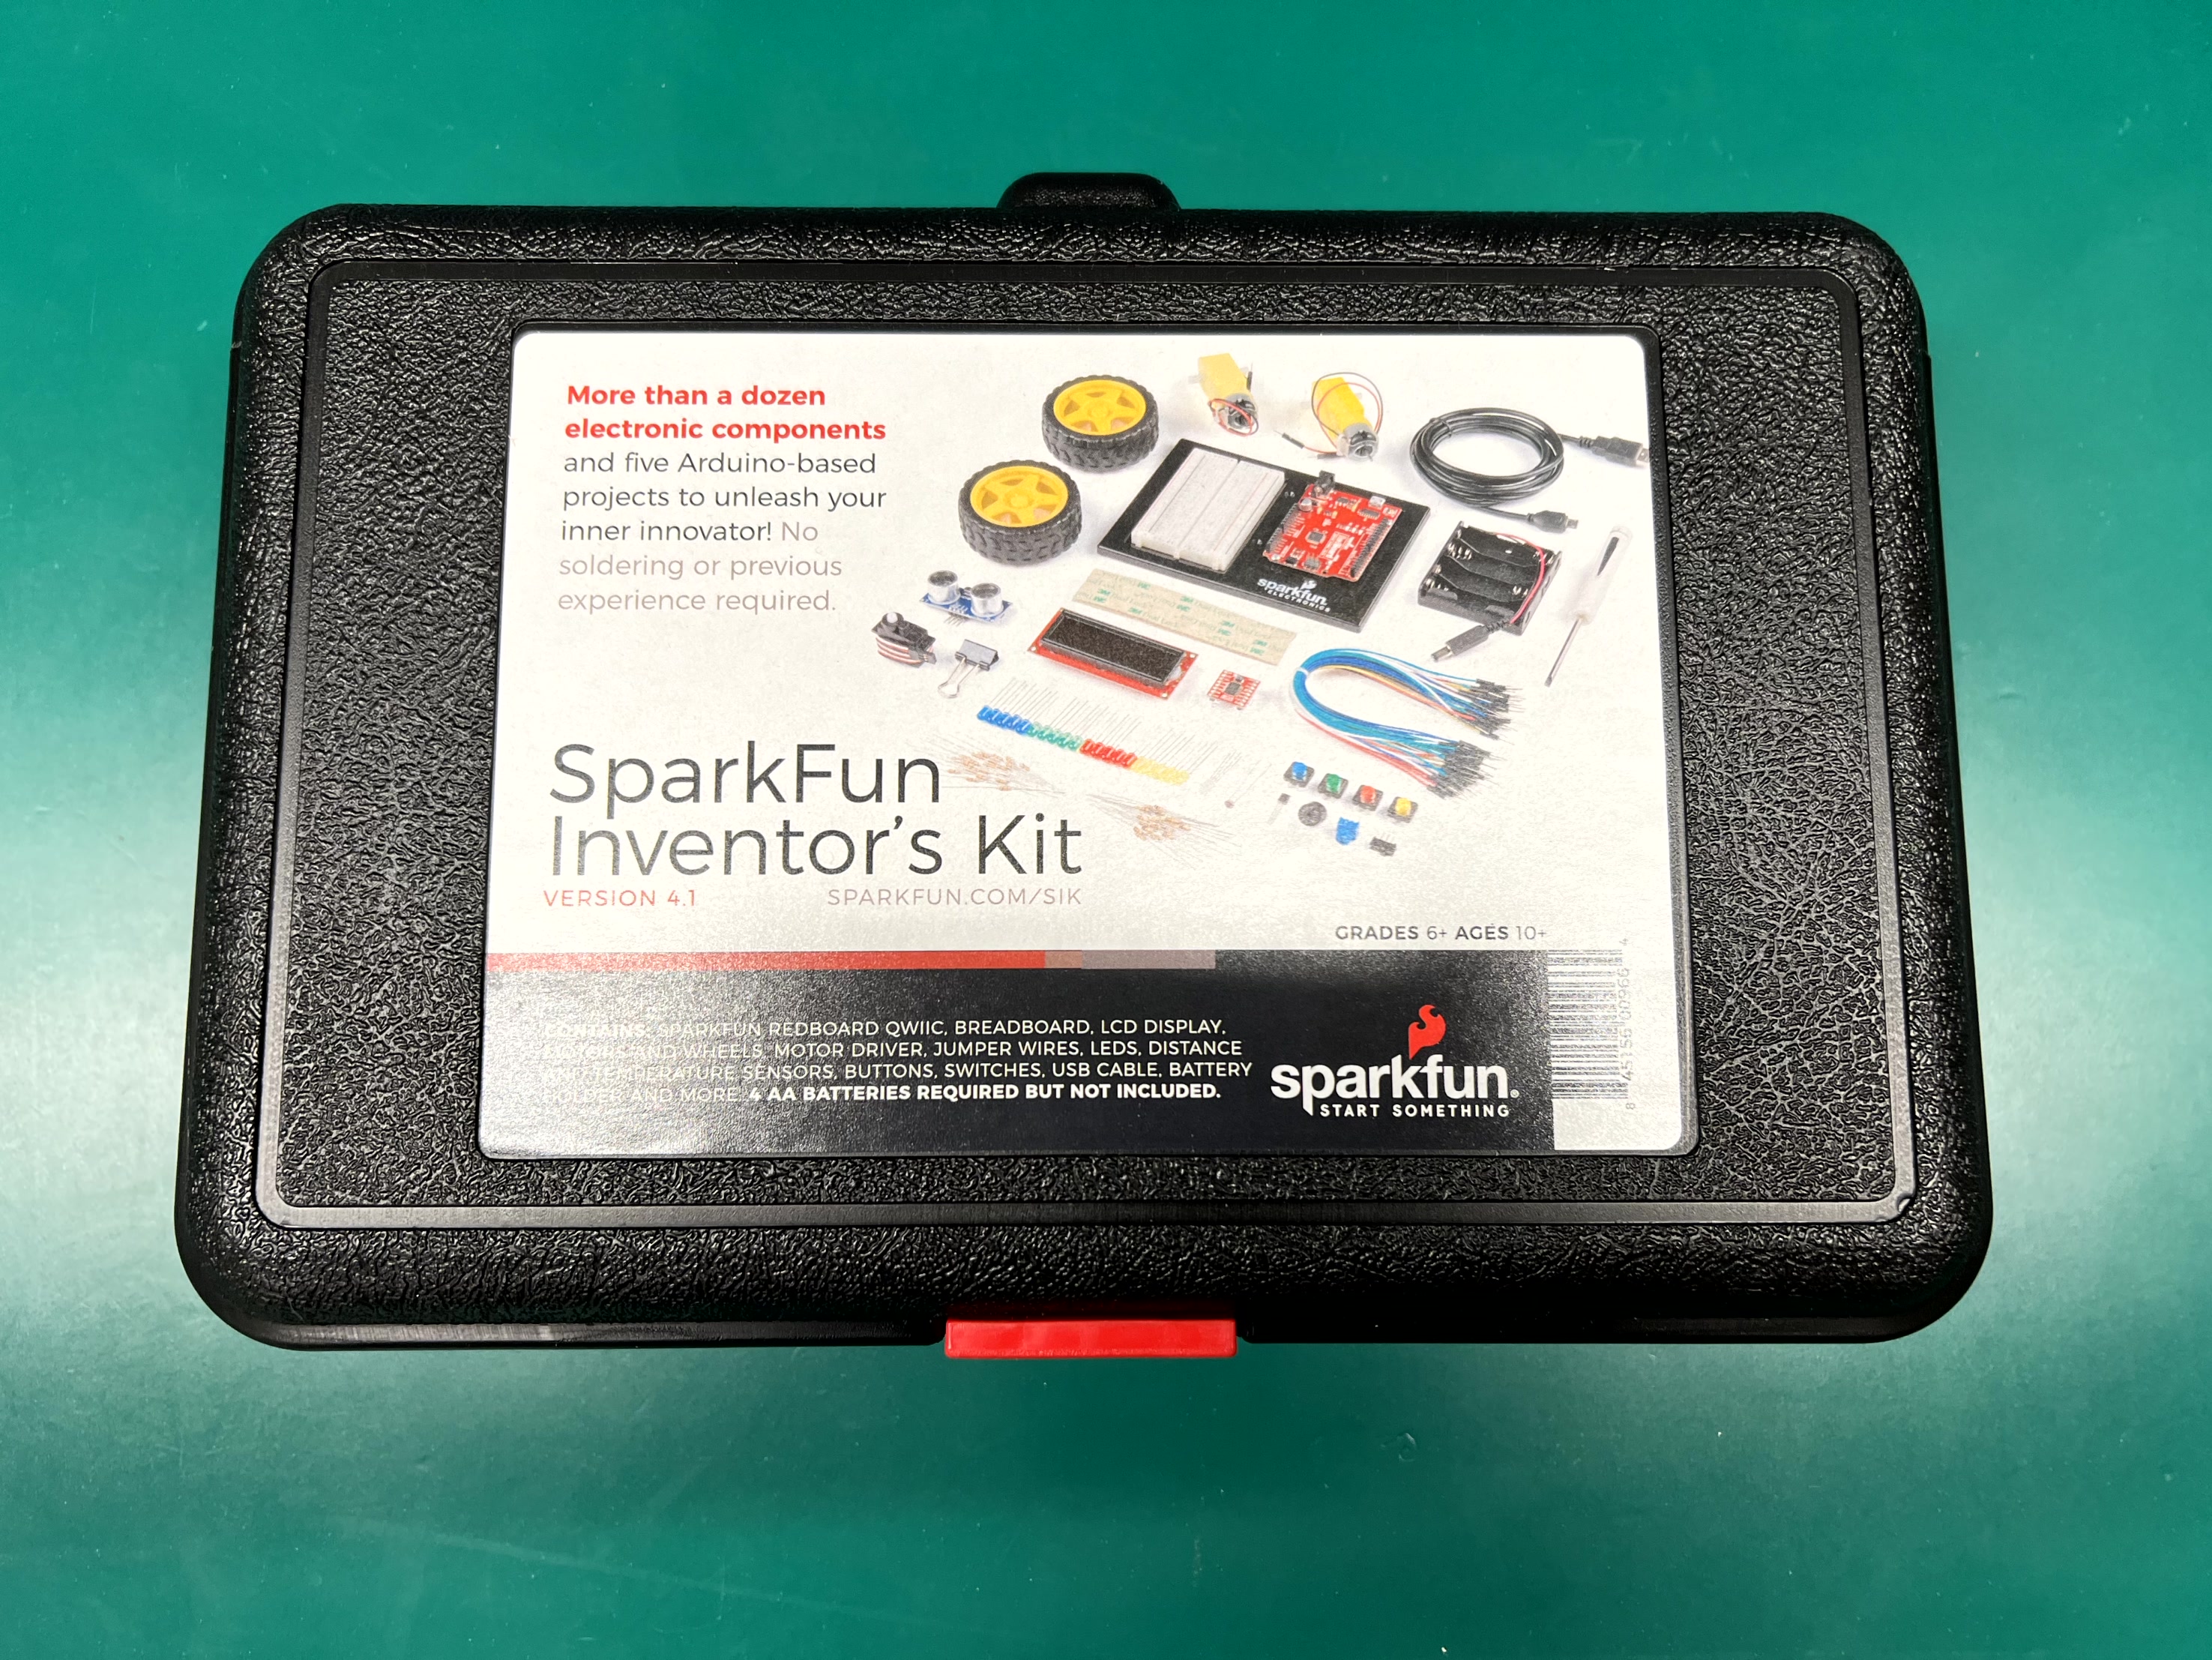 More than a dozen
electronic components
and five Arduino-based
projects to unleash your
inner innovator! No
soldering or previous
experience required.
sparkfun
ELECTRONICS
SparkFun
Inventor's Kit
VERSION 4.1 SPARKFUN.COM/SIK
GRADES 6+ AGES 10+
CONTAINS: SPARKFUN REDBOARD QWIIC, BREADBOARD, LCD DISPLAY,
MOTORS AND WHEELS, MOTOR DRIVER, JUMPER WIRES, LEDS, DISTANCE
AND TEMPERATURE SENSORS, BUTTONS, SWITCHES, USB CABLE, BATTERY
HOLDER AND MORE. 4 AA BATTERIES REQUIRED BUT NOT INCLUDED.
sparkfun®
START SOMETHING